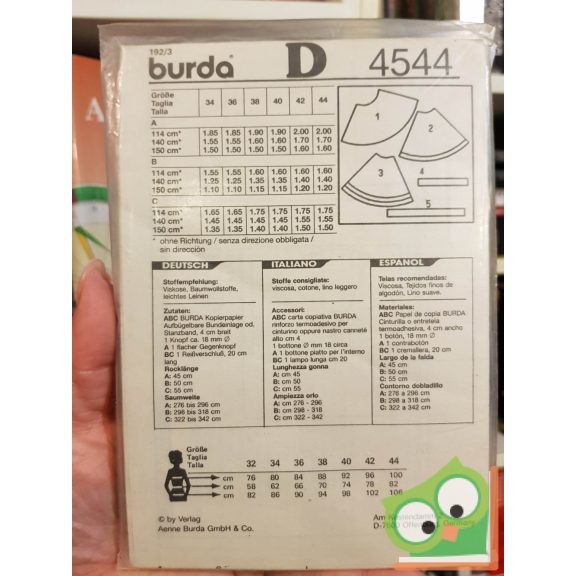 192/3
burda D 4544
Größe
Taglia 34 36 38 40 42 44
Talla
A
114 cm* 1.85 1.85 1.90 1.90 2.00 2.00
140 cm* 1.55 1.55 1.60 1.60 1.70 1.70
150 cm* 1.50 1.50 1.50 1.50 1.60 1.60
B
114 cm* 1.55 1.55 1.60 1.60 1.60 1.60
140 cm* 1.25 1.25 1.35 1.35 1.40 1.40
150 cm* 1.10 1.10 1.15 1.15 1.20 1.20
C
114 cm* 1.65 1.65 1.75 1.75 1.75 1.75
140 cm* 1.45 1.45 1.45 1.45 1.55 1.55
150 cm* 1.35 1.35 1.40 1.40 1.50 1.50
* ohne Richtung / senza direzione obbligata /
sin dirección
1
2
3
4
5
DEUTSCH
Stoffempfehlung:
Viskose, Baumwollstoffe,
leichtes Leinen
Zutaten:
ABC BURDA Kopierpapier
Aufbügelbare Bundeinlage od.
Stanzband, 4 cm breit
1 Knopf ca. 18 mm Ø
A 1 flacher Gegenknopf
BC 1 Reißverschluß, 20 cm
lang
Rocklänge
A: 45 cm
B: 50 cm
C: 55 cm
Saumweite
A: 276 bis 296 cm
B: 298 bis 318 cm
C: 322 bis 342 cm
ITALIANO
Stoffe consigliate:
viscosa, cotone, lino leggero
Accessori:
ABC carta copiativa BURDA
rinforzo termoadesivo per
cinturino oppure nastro canneté
alto cm 4
1 bottone mm 18 circa
A 1 bottone piatto per l'interno
BC 1 lampo lunga cm 20
Lunghezza gonna
A: cm 45
B: cm 50
C: cm 55
Ampiezza orlo
A: cm 276 - 296
B: cm 298 - 318
C: cm 322 - 342
ESPAÑOL
Telas recomendadas:
Viscosa, Tejidos finos de
algodón, Lino suave.
Materiales:
ABC Papel de copia BURDA
Cinturilla o entretela
termoadhesiva, 4 cm ancho
1 botón, 18 mm Ø
A 1 contrabotón
BC 1 cremallera, 20 cm
Largo de la falda
A: 45 cm
B: 50 cm
C: 55 cm
Contorno dobladillo
A: 276 a 296 cm
B: 298 a 318 cm
C: 322 a 342 cm
Größe
Taglia 32 34 36 38 40 42 44
Talla
cm 76 80 84 88 92 96 100
cm 58 62 66 70 74 78 82
cm 82 86 90 94 98 102 106
© by Verlag
Aenne Burda GmbH & Co.
Am Kestendamm
D-7600 Offenburg, Germany
A